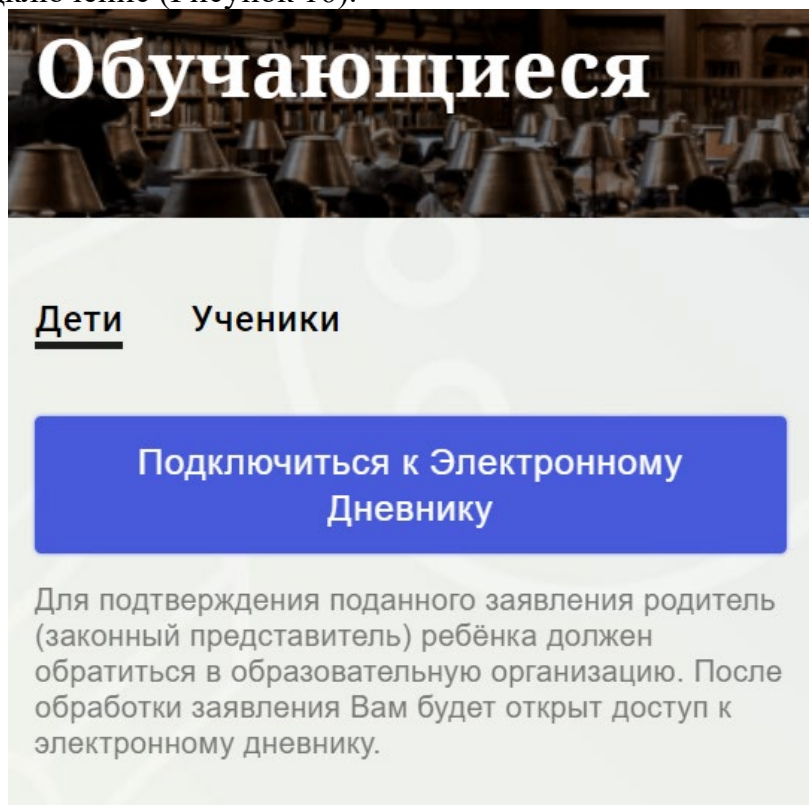 Обучающиеся
Дети Ученики
Подключиться к Электронному
Дневнику
Для подтверждения поданного заявления родитель
(законный представитель) ребёнка должен
обратиться в образовательную организацию. После
обработки заявления Вам будет открыт доступ к
электронному дневнику.